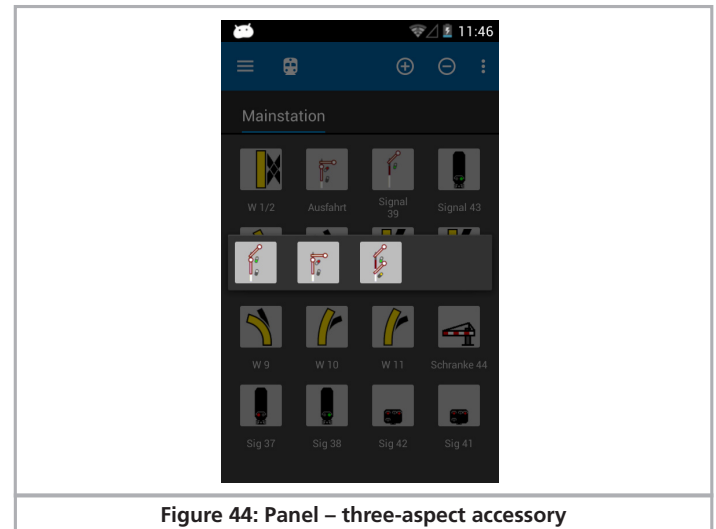 11:46
Mainstation
W 1/2 Ausfahrt Signal 39 Signal 43
W 9 W 10 W 11 Schranke 44
Sig 37 Sig 38 Sig 42 Sig 41
Figure 44: Panel – three-aspect accessory